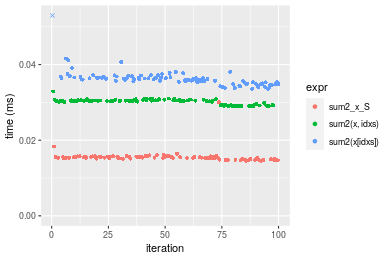 0.04
0.02
0.00
time (ms)
0
25
50
75
100
iteration
expr
sum2_x_S
sum2(x, idxs)
sum2(x[idxs])